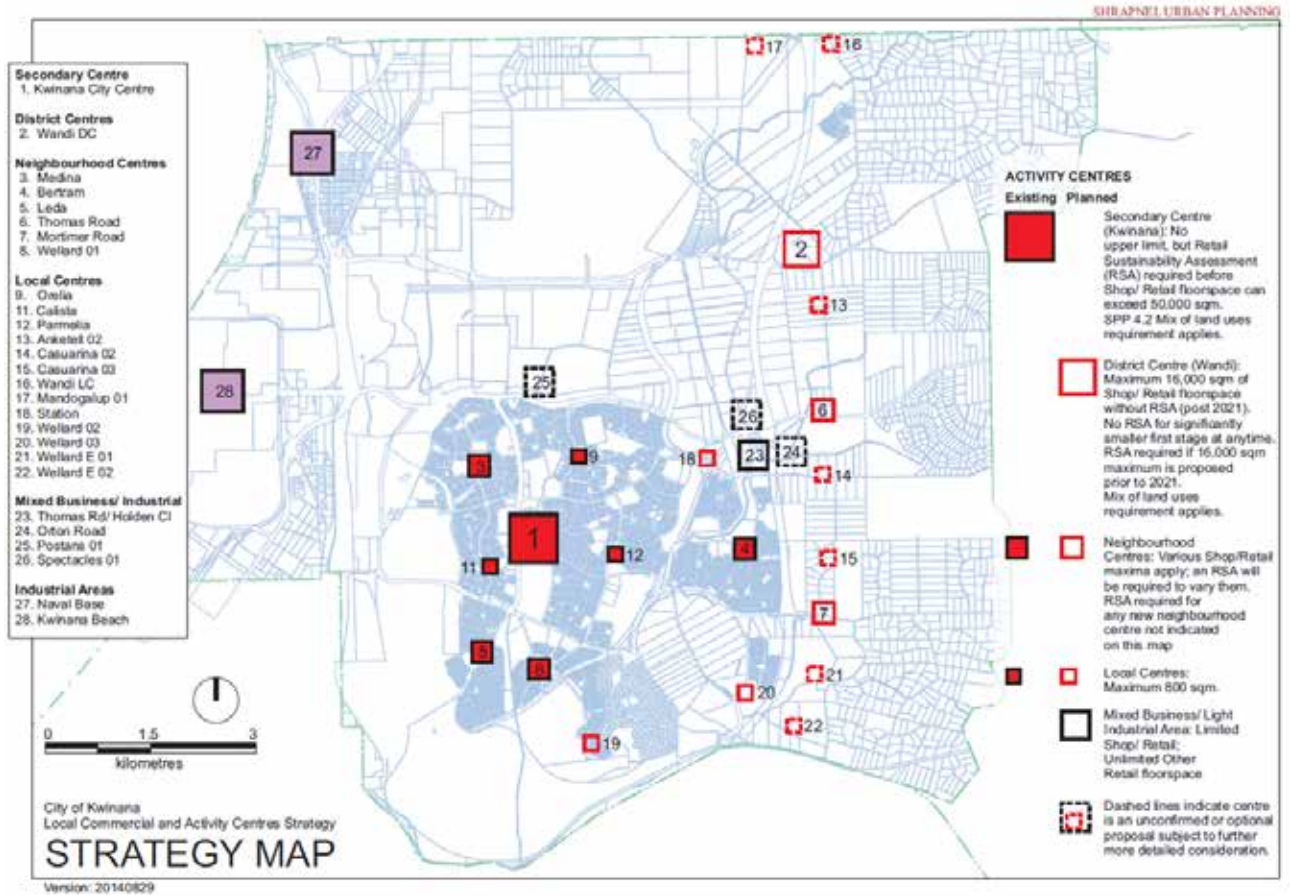 SHRAPNEL URBAN PLANNING
Secondary Centre
1. Kwinana City Centre
District Centres
2. Wandi DC
Neighbourhood Centres
3. Medina
4. Bertram
5. Leda
6. Thomas Road
7. Mortimer Road
8. Wellard 01
Local Centres
9. Orelia
11. Calista
12. Parmelia
13. Anketell 02
14. Casuarina 02
15. Casuarina 03
16. Wandi LC
17. Mandogalup 01
18. Station
19. Wellard 02
20. Wellard 03
21. Wellard E 01
22. Wellard E 02
Mixed Business/ Industrial
23. Thomas Rd/ Holden Cl
24. Orton Road
25. Postans 01
26. Spectacles 01
Industrial Areas
27. Naval Base
28. Kwinana Beach
17
16
27
2
13
28
25
6
26
3
9
18
23
24
14
1
4
11
12
15
7
5
8
21
20
22
19
ACTIVITY CENTRES
Existing Planned
Secondary Centre
(Kwinana): No
upper limit, but Retail
Sustainability Assessment
(RSA) required before
Shop/ Retail floorspace can
exceed 50,000 sqm.
SPP 4.2 Mix of land uses
requirement applies.
District Centre (Wandi):
Maximum 16,000 sqm of
Shop/ Retail floorspace
without RSA (post 2021).
No RSA for significantly
smaller first stage at anytime.
RSA required if 16,000 sqm
maximum is proposed
prior to 2021.
Mix of land uses
requirement applies.
Neighbourhood
Centres: Various Shop/Retail
maxima apply; an RSA will
be required to vary them.
RSA required for
any new neighbourhood
centre not indicated
on this map
Local Centres:
Maximum 800 sqm.
Mixed Business/ Light
Industrial Area: Limited
Shop/ Retail;
Unlimited Other
Retail floorspace
Dashed lines indicate centre
is an unconfirmed or optional
proposal subject to further
more detailed consideration.
0 1.5 3
kilometres
City of Kwinana
Local Commercial and Activity Centres Strategy
STRATEGY MAP
Version: 20140829